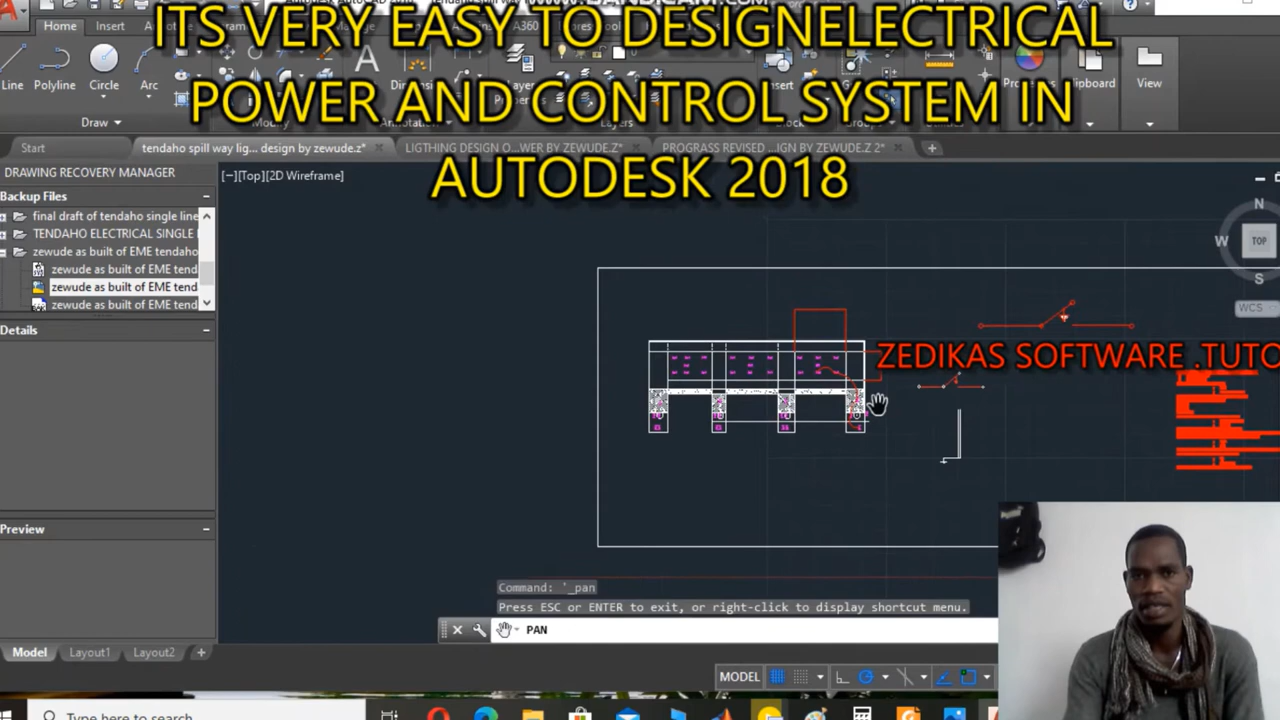 ITS VERY EASY TO DESIGNELECTRICAL
POWER AND CONTROL SYSTEM IN
AUTODESK 2018
Home
Insert
A360
Line
Polyline
Circle
Arc
Clipboard
View
Draw
Start
tendaho spill way lig... design by zewude.z*
LIGTHING DESIGN O...WER BY ZEWUDE.Z*
PROGRASS REVISED ...IGN BY ZEWUDE.Z 2*
DRAWING RECOVERY MANAGER
Backup Files
final draft of tendaho single line
TENDAHO ELECTRICAL SINGLE
zewude as built of EME tendaho
zewude as built of EME tend
zewude as built of EME tend
zewude as built of EME tend
Details
Preview
[−][Top][2D Wireframe]
N
W
TOP
S
WCS
ZEDIKAS SOFTWARE .TUTO
Command: '_pan
Press ESC or ENTER to exit, or right-click to display shortcut menu.
PAN
Model
Layout1
Layout2
MODEL
Type here to search